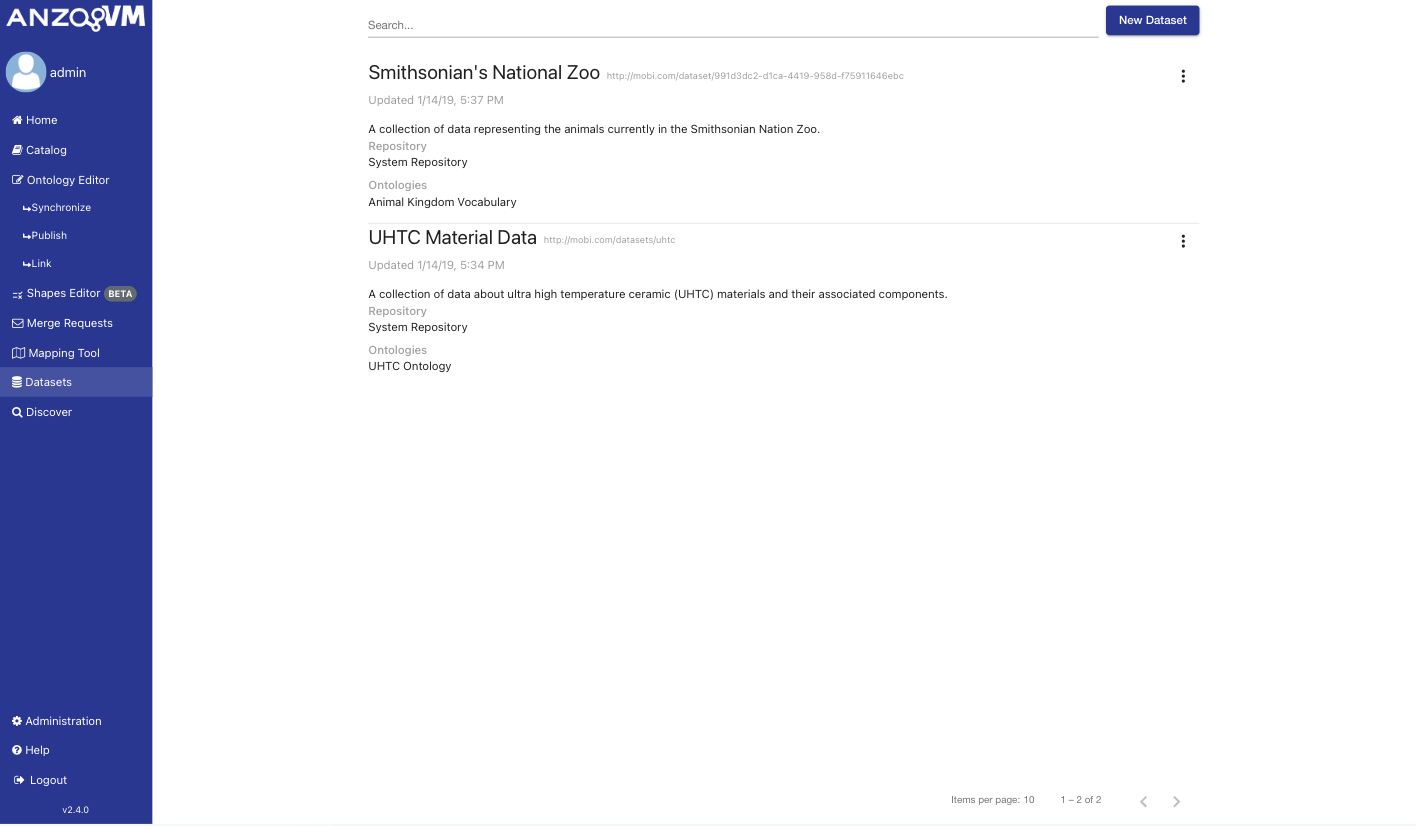 ANZOVM
admin
Home
Catalog
Ontology Editor
Synchronize
Publish
Link
Shapes Editor BETA
Merge Requests
Mapping Tool
Datasets
Discover
Administration
Help
Logout
v2.4.0
Search...
New Dataset
Smithsonian's National Zoo http://mobi.com/dataset/991d3dc2-d1ca-4419-958d-f75911646ebc
Updated 1/14/19, 5:37 PM
A collection of data representing the animals currently in the Smithsonian Nation Zoo.
Repository
System Repository
Ontologies
Animal Kingdom Vocabulary
UHTC Material Data http://mobi.com/datasets/uhtc
Updated 1/14/19, 5:34 PM
A collection of data about ultra high temperature ceramic (UHTC) materials and their associated components.
Repository
System Repository
Ontologies
UHTC Ontology
Items per page: 10 1 – 2 of 2